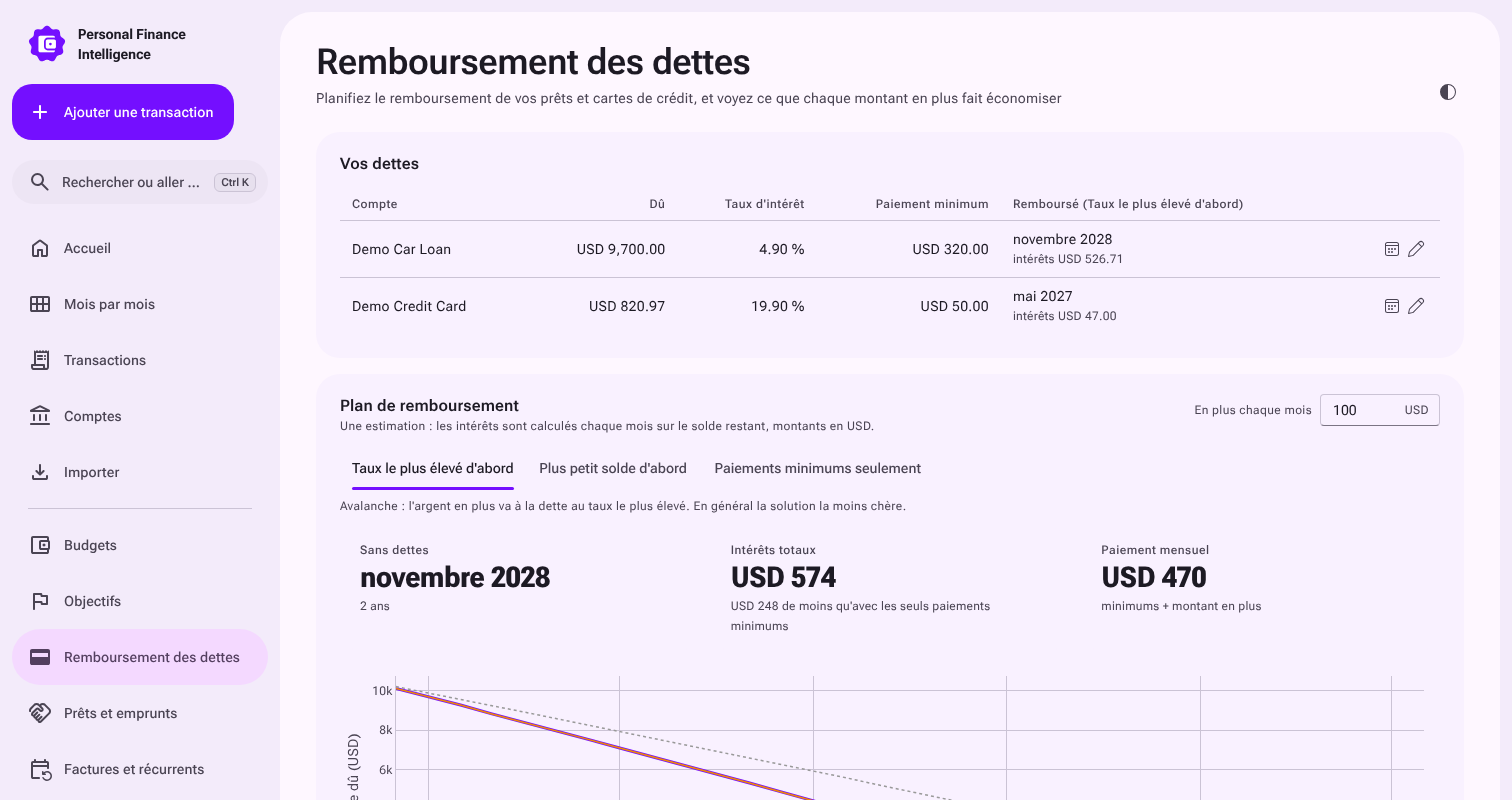 Personal Finance
Intelligence
Ajouter une transaction
Rechercher ou aller ...
Ctrl K
Accueil
Mois par mois
Transactions
Comptes
Importer
Budgets
Objectifs
Remboursement des dettes
Prêts et emprunts
Factures et récurrents
Remboursement des dettes
Planifiez le remboursement de vos prêts et cartes de crédit, et voyez ce que chaque montant en plus fait économiser
Vos dettes
Compte Dû Taux d'intérêt Paiement minimum Remboursé (Taux le plus élevé d'abord)
Demo Car Loan USD 9,700.00 4.90 % USD 320.00 novembre 2028
intérêts USD 526.71
Demo Credit Card USD 820.97 19.90 % USD 50.00 mai 2027
intérêts USD 47.00
Plan de remboursement
Une estimation : les intérêts sont calculés chaque mois sur le solde restant, montants en USD.
En plus chaque mois 100 USD
Taux le plus élevé d'abord Plus petit solde d'abord Paiements minimums seulement
Avalanche : l'argent en plus va à la dette au taux le plus élevé. En général la solution la moins chère.
Sans dettes
novembre 2028
2 ans
Intérêts totaux
USD 574
USD 248 de moins qu'avec les seuls paiements
minimums
Paiement mensuel
USD 470
minimums + montant en plus
10k
8k
6k
e dû (USD)